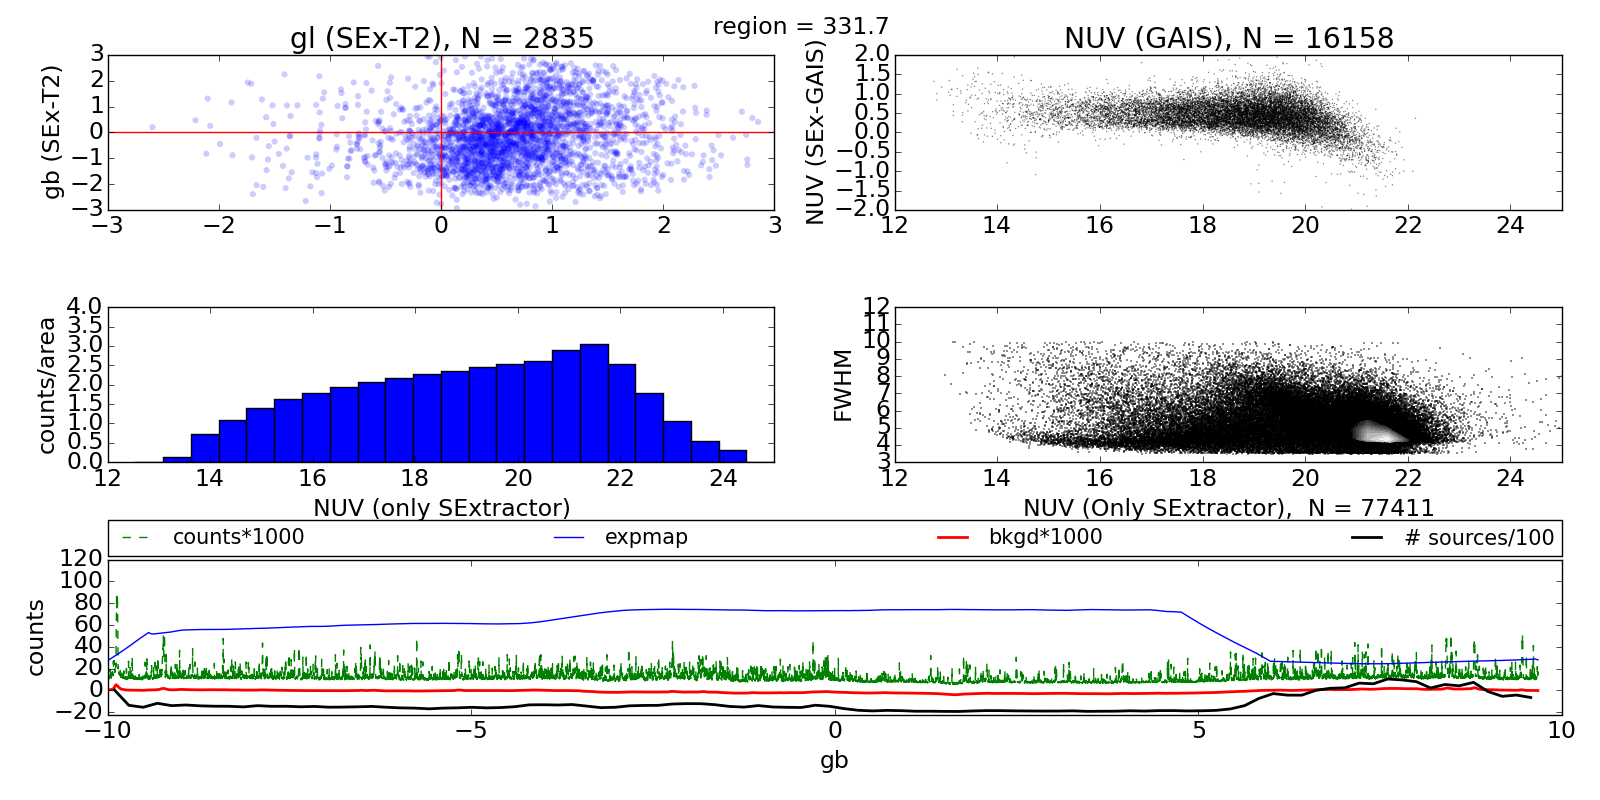 region = 331.7
gl (SEx-T2), N = 2835
gb (SEx-T2)
3
2
1
0
−1
−2
−3
−3 −2 −1 0 1 2 3
NUV (GAIS), N = 16158
NUV (SEx-GAIS)
2.0
1.5
1.0
0.5
0.0
−0.5
−1.0
−1.5
−2.0
12 14 16 18 20 22 24
counts/area
4.0
3.5
3.0
2.5
2.0
1.5
1.0
0.5
0.0
12 14 16 18 20 22 24
NUV (only SExtractor)
FWHM
12
11
10
9
8
7
6
5
4
3
12 14 16 18 20 22 24
NUV (Only SExtractor), N = 77411
counts*1000 expmap bkgd*1000 # sources/100
counts
120
100
80
60
40
20
0
−20
−10 −5 0 5 10
gb